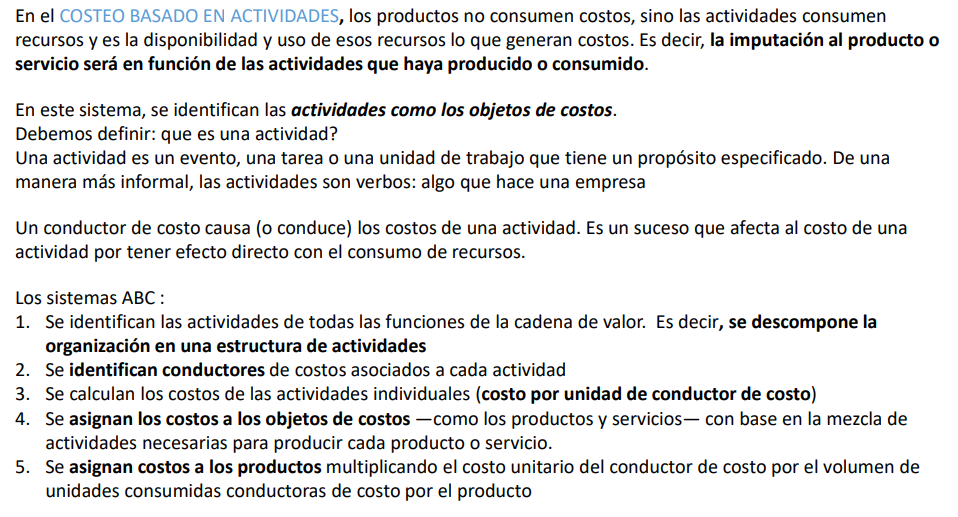 En el COSTEO BASADO EN ACTIVIDADES, los productos no consumen costos, sino las actividades consumen
recursos y es la disponibilidad y uso de esos recursos lo que generan costos. Es decir, la imputación al producto o
servicio será en función de las actividades que haya producido o consumido.
En este sistema, se identifican las actividades como los objetos de costos.
Debemos definir: que es una actividad?
Una actividad es un evento, una tarea o una unidad de trabajo que tiene un propósito especificado. De una
manera más informal, las actividades son verbos: algo que hace una empresa
Un conductor de costo causa (o conduce) los costos de una actividad. Es un suceso que afecta al costo de una
actividad por tener efecto directo con el consumo de recursos.
Los sistemas ABC :
1. Se identifican las actividades de todas las funciones de la cadena de valor. Es decir, se descompone la
organización en una estructura de actividades
2. Se identifican conductores de costos asociados a cada actividad
3. Se calculan los costos de las actividades individuales (costo por unidad de conductor de costo)
4. Se asignan los costos a los objetos de costos —como los productos y servicios— con base en la mezcla de
actividades necesarias para producir cada producto o servicio.
5. Se asignan costos a los productos multiplicando el costo unitario del conductor de costo por el volumen de
unidades consumidas conductoras de costo por el producto